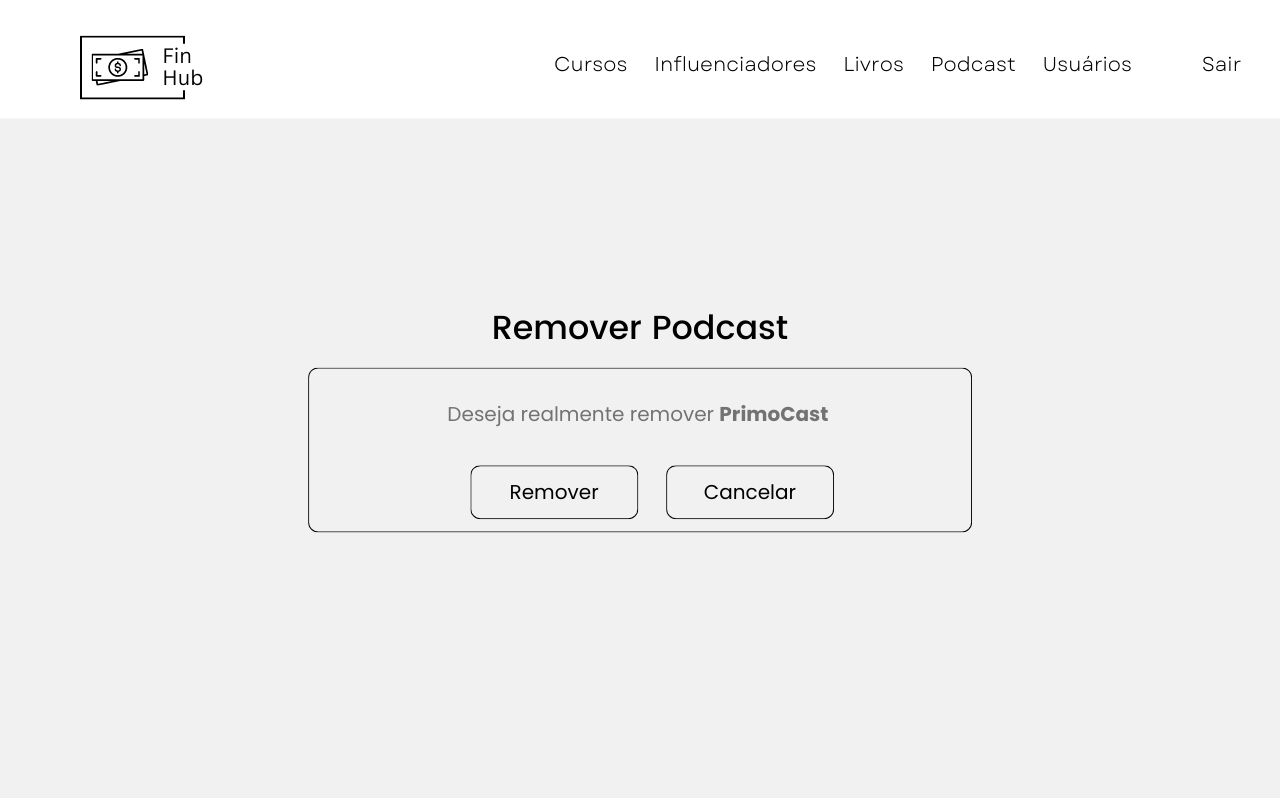 Fin
Hub
Cursos Influenciadores Livros Podcast Usuários Sair
Remover Podcast
Deseja realmente remover PrimoCast
Remover Cancelar